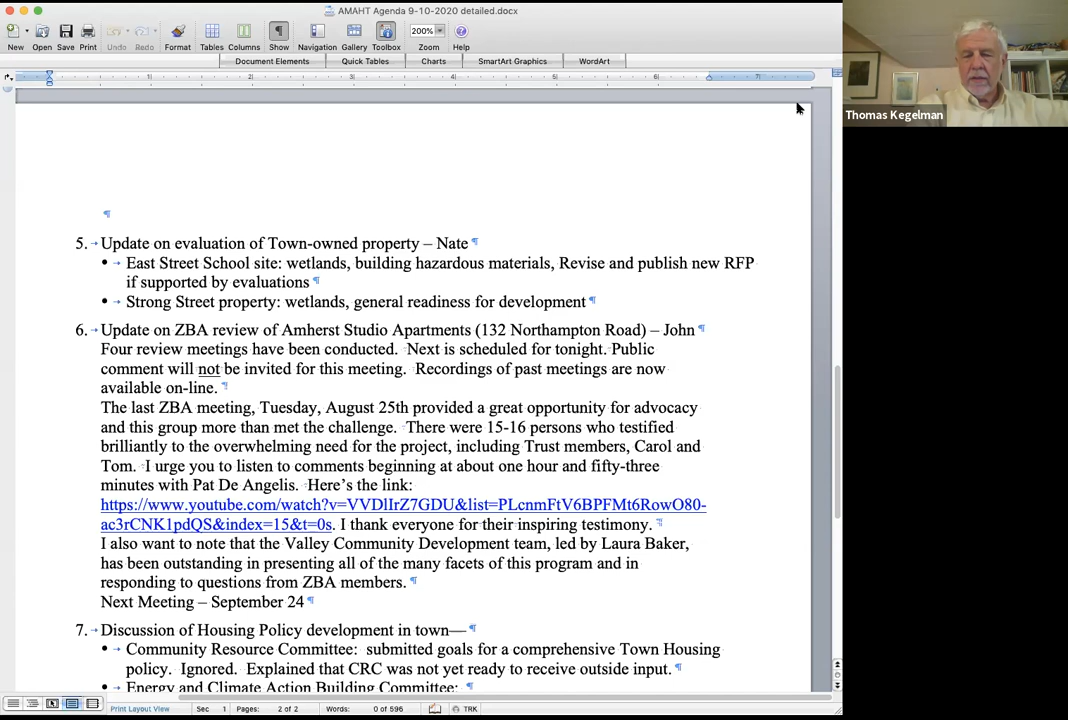 AMAHT Agenda 9-10-2020 detailed.docx
New Open Save Print Undo Redo Format Tables Columns Show Navigation Gallery Toolbox Zoom Help
200%
Document Elements Quick Tables Charts SmartArt Graphics WordArt
1 2 3 4 5 6 7
Thomas Kegelman
5. Update on evaluation of Town-owned property – Nate
• East Street School site: wetlands, building hazardous materials, Revise and publish new RFP
if supported by evaluations
• Strong Street property: wetlands, general readiness for development
6. Update on ZBA review of Amherst Studio Apartments (132 Northampton Road) – John
Four review meetings have been conducted. Next is scheduled for tonight. Public
comment will not be invited for this meeting. Recordings of past meetings are now
available on-line.
The last ZBA meeting, Tuesday, August 25th provided a great opportunity for advocacy
and this group more than met the challenge. There were 15-16 persons who testified
brilliantly to the overwhelming need for the project, including Trust members, Carol and
Tom. I urge you to listen to comments beginning at about one hour and fifty-three
minutes with Pat De Angelis. Here's the link:
https://www.youtube.com/watch?v=VVDlIrZ7GDU&list=PLcnmFtV6BPFMt6RowO80-
ac3rCNK1pdQS&index=15&t=0s. I thank everyone for their inspiring testimony.
I also want to note that the Valley Community Development team, led by Laura Baker,
has been outstanding in presenting all of the many facets of this program and in
responding to questions from ZBA members.
Next Meeting – September 24
7. Discussion of Housing Policy development in town—
• Community Resource Committee: submitted goals for a comprehensive Town Housing
policy. Ignored. Explained that CRC was not yet ready to receive outside input.
• Energy and Climate Action Building Committee:
Print Layout View Sec 1 Pages: 2 of 2 Words: 0 of 596 TRK